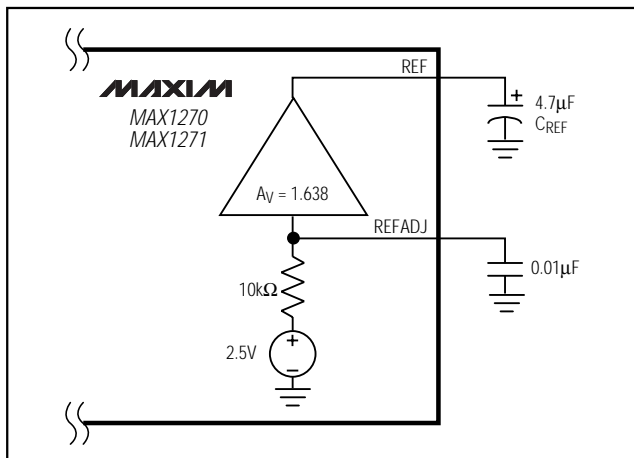 REF
MAXIM
MAX1270
MAX1271
+
4.7µF
CREF
AV = 1.638
REFADJ
0.01µF
10kΩ
2.5V
+
–